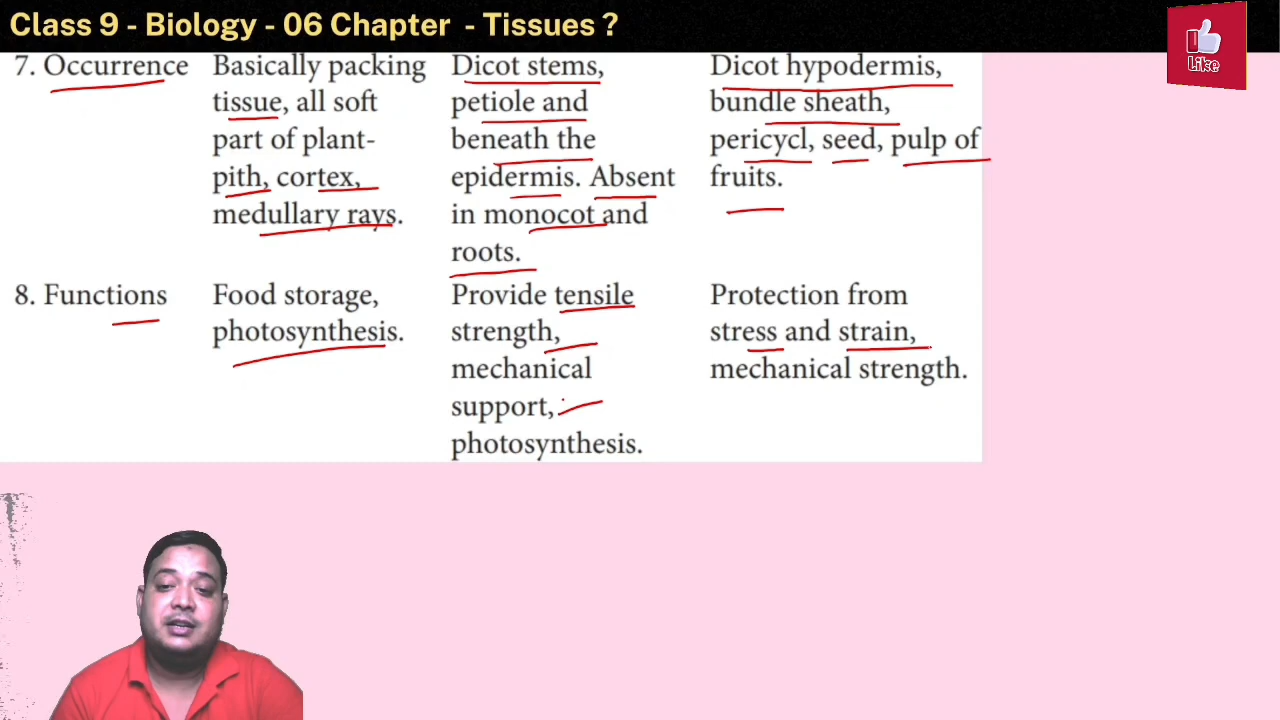 Class 9 - Biology - 06 Chapter - Tissues ?
Like
7. Occurrence
Basically packing
tissue, all soft
part of plant-
pith, cortex,
medullary rays.
Dicot stems,
petiole and
beneath the
epidermis. Absent
in monocot and
roots.
Dicot hypodermis,
bundle sheath,
pericycl, seed, pulp of
fruits.
8. Functions
Food storage,
photosynthesis.
Provide tensile
strength,
mechanical
support,
photosynthesis.
Protection from
stress and strain,
mechanical strength.